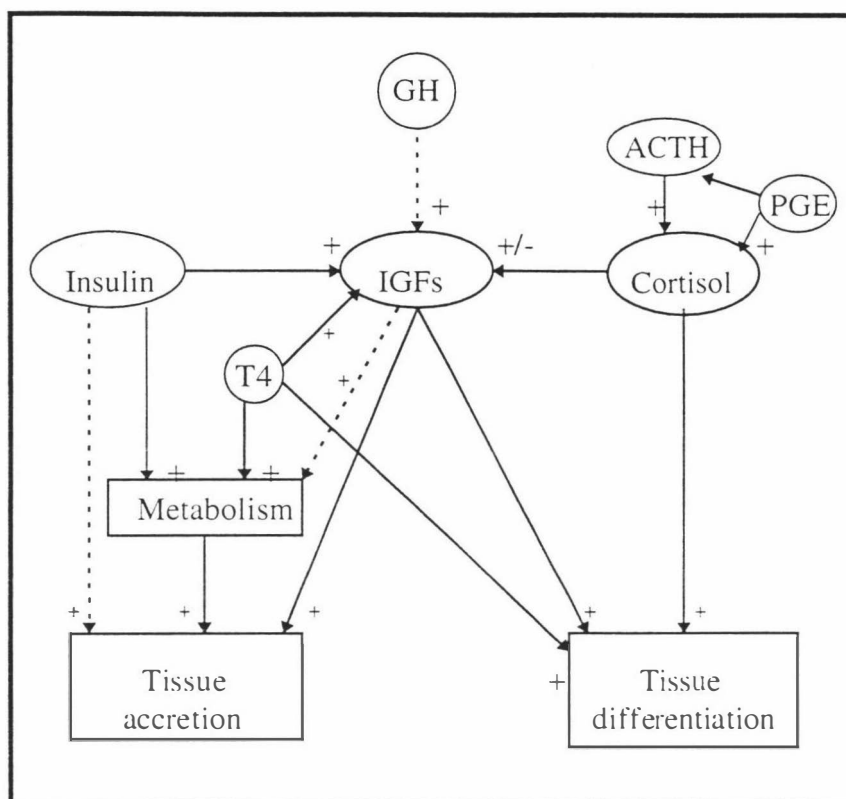 GH
+
ACTH
+
PGE
+
Insulin
+
IGFs
+/-
Cortisol
T4
+
+
+
+
Metabolism
+
+
+
+
+
+
Tissue
accretion
Tissue
differentiation